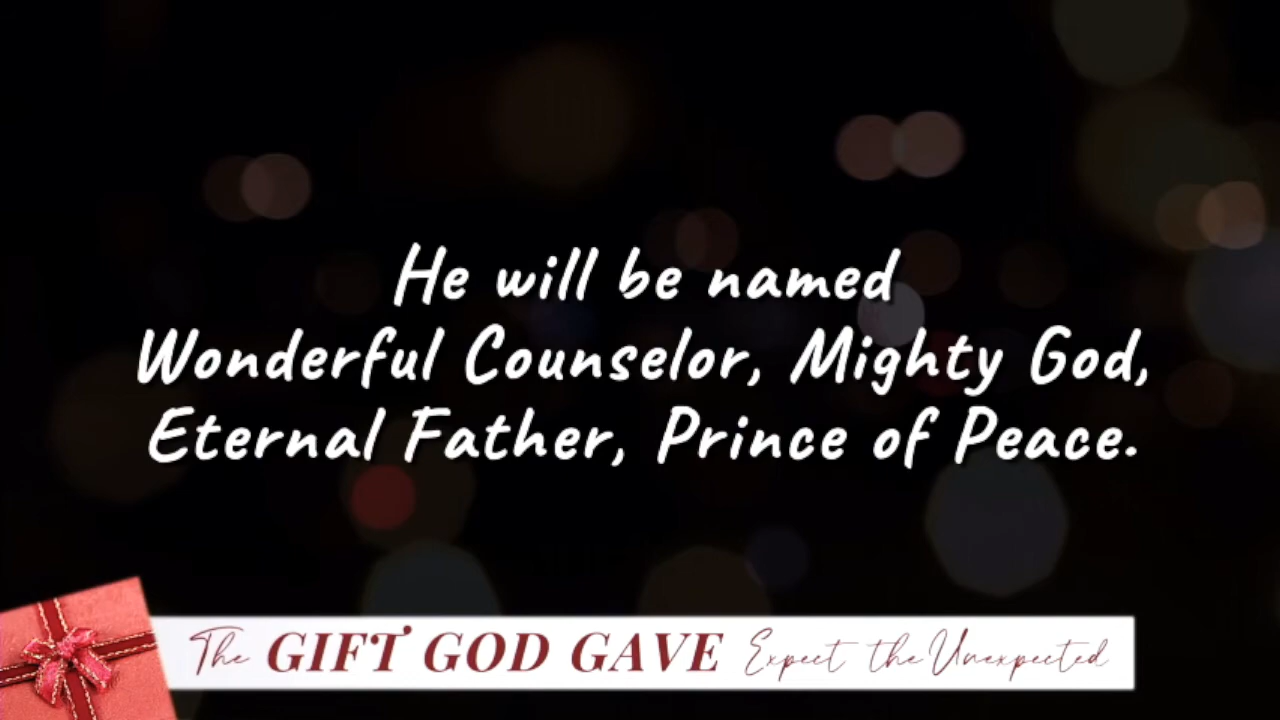 He will be named
Wonderful Counselor, Mighty God,
Eternal Father, Prince of Peace.
The GIFT GOD GAVE Expect the Unexpected